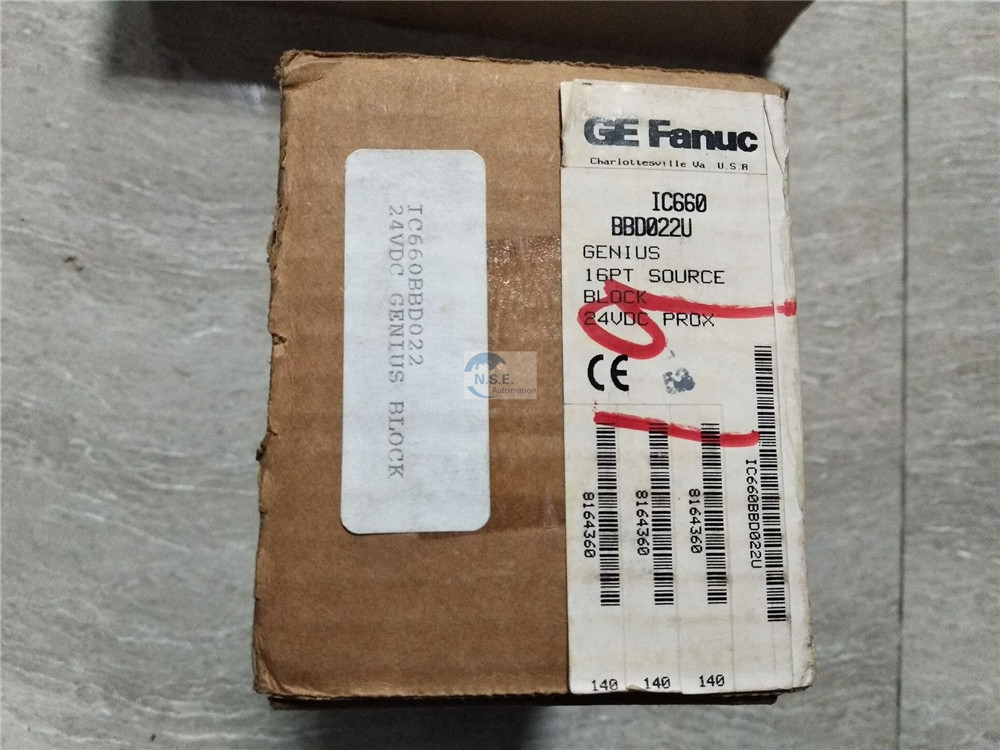 IC660BBD022
24VDC GENIUS BLOCK
N.S.E.
Automation
GE Fanuc
Charlottesville Va. U.S.A
IC660
BBD022U
GENIUS
16PT SOURCE
BLOCK
24VDC PROX
CE
8164360
8164360
8164360
IC660BBD022U
140
140
140